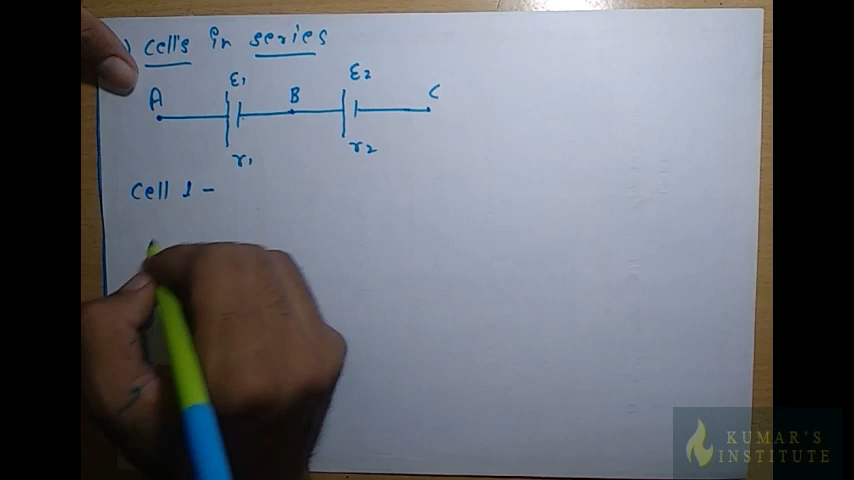 ) Cell's in series
ε1 ε2
A B C
r1 r2
Cell 1 -
KUMAR'S
INSTITUTE